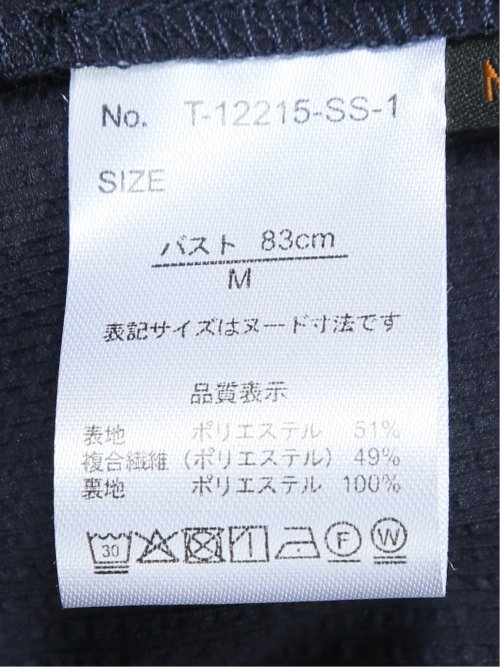 No. T-12215-SS-1
SIZE
バスト 83cm
M
表記サイズはヌード寸法です
品質表示
表地 ポリエステル 51%
複合繊維(ポリエステル) 49%
裏地 ポリエステル 100%
30 F W